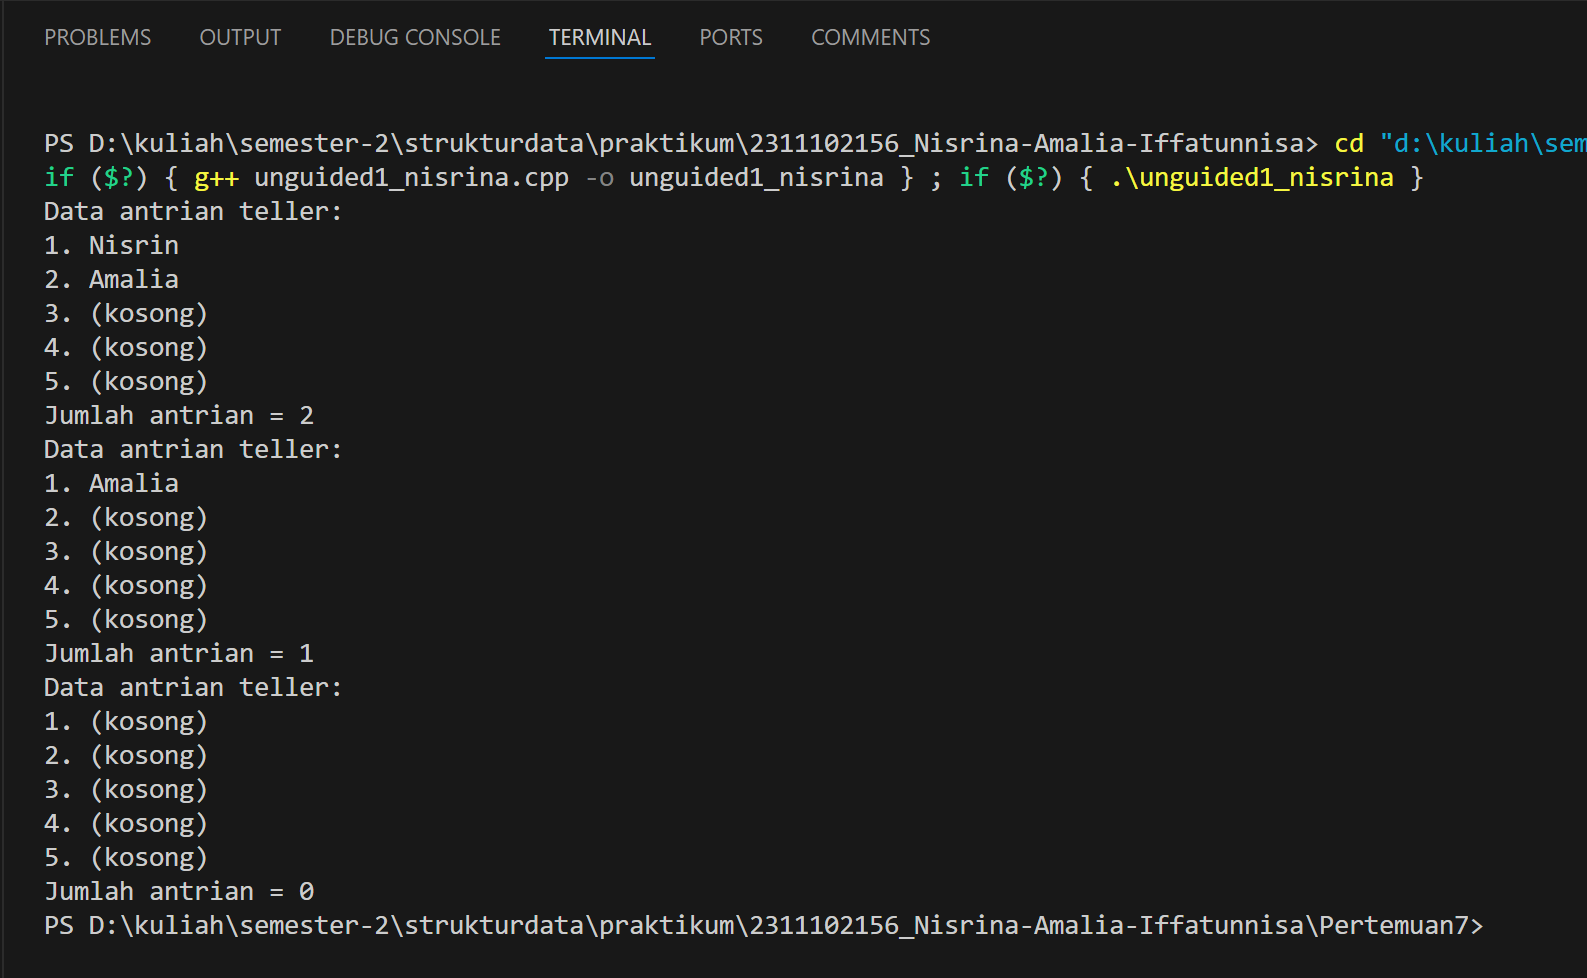 PROBLEMS OUTPUT DEBUG CONSOLE TERMINAL PORTS COMMENTS
PS D:\kuliah\semester-2\strukturdata\praktikum\2311102156_Nisrina-Amalia-Iffatunnisa> cd "d:\kuliah\sem
if ($?) { g++ unguided1_nisrina.cpp -o unguided1_nisrina } ; if ($?) { .\unguided1_nisrina }
Data antrian teller:
1. Nisrin
2. Amalia
3. (kosong)
4. (kosong)
5. (kosong)
Jumlah antrian = 2
Data antrian teller:
1. Amalia
2. (kosong)
3. (kosong)
4. (kosong)
5. (kosong)
Jumlah antrian = 1
Data antrian teller:
1. (kosong)
2. (kosong)
3. (kosong)
4. (kosong)
5. (kosong)
Jumlah antrian = 0
PS D:\kuliah\semester-2\strukturdata\praktikum\2311102156_Nisrina-Amalia-Iffatunnisa\Pertemuan7>